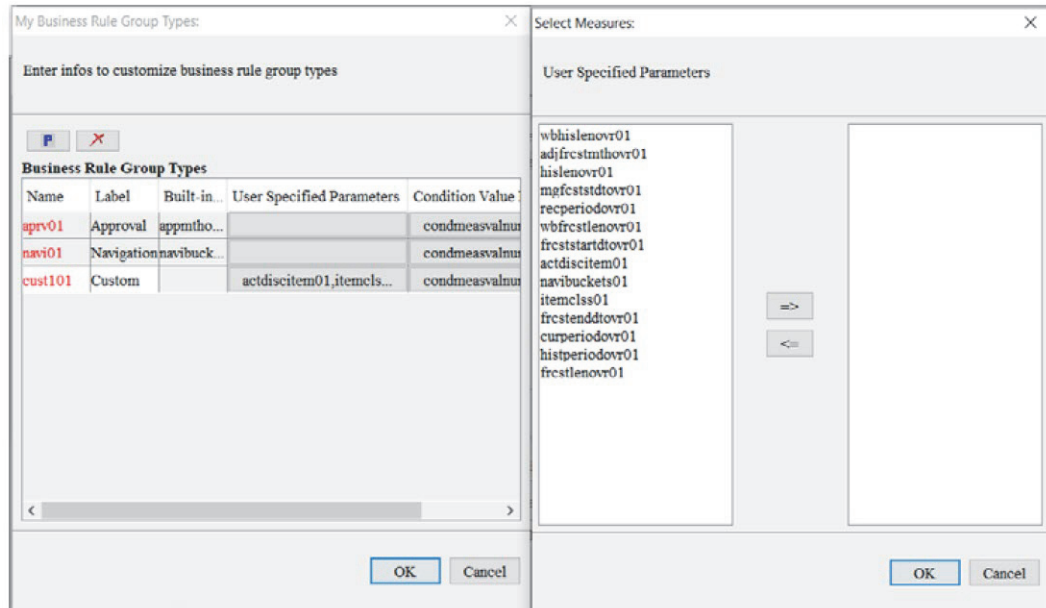 My Business Rule Group Types:
Enter infos to customize business rule group types
P
Business Rule Group Types
Name Label Built-in... User Specified Parameters Condition Value
aprv01 Approval appmtho... condmeasvalnu
navi01 Navigation navibuck... condmeasvalnu
cust101 Custom actdiscitem01,itemcls... condmeasvalnu
OK Cancel
Select Measures:
User Specified Parameters
wbhislenovr01
adjfrcstmthovr01
hislenovr01
mgfcststdtovr01
recperiodovr01
wbfrcstlenovr01
frcststartdtovr01
actdiscitem01
navibuckets01
itemclss01
frcstenddtovr01
curperiodovr01
histperiodovr01
frcstlenovr01
=>
<=
OK Cancel